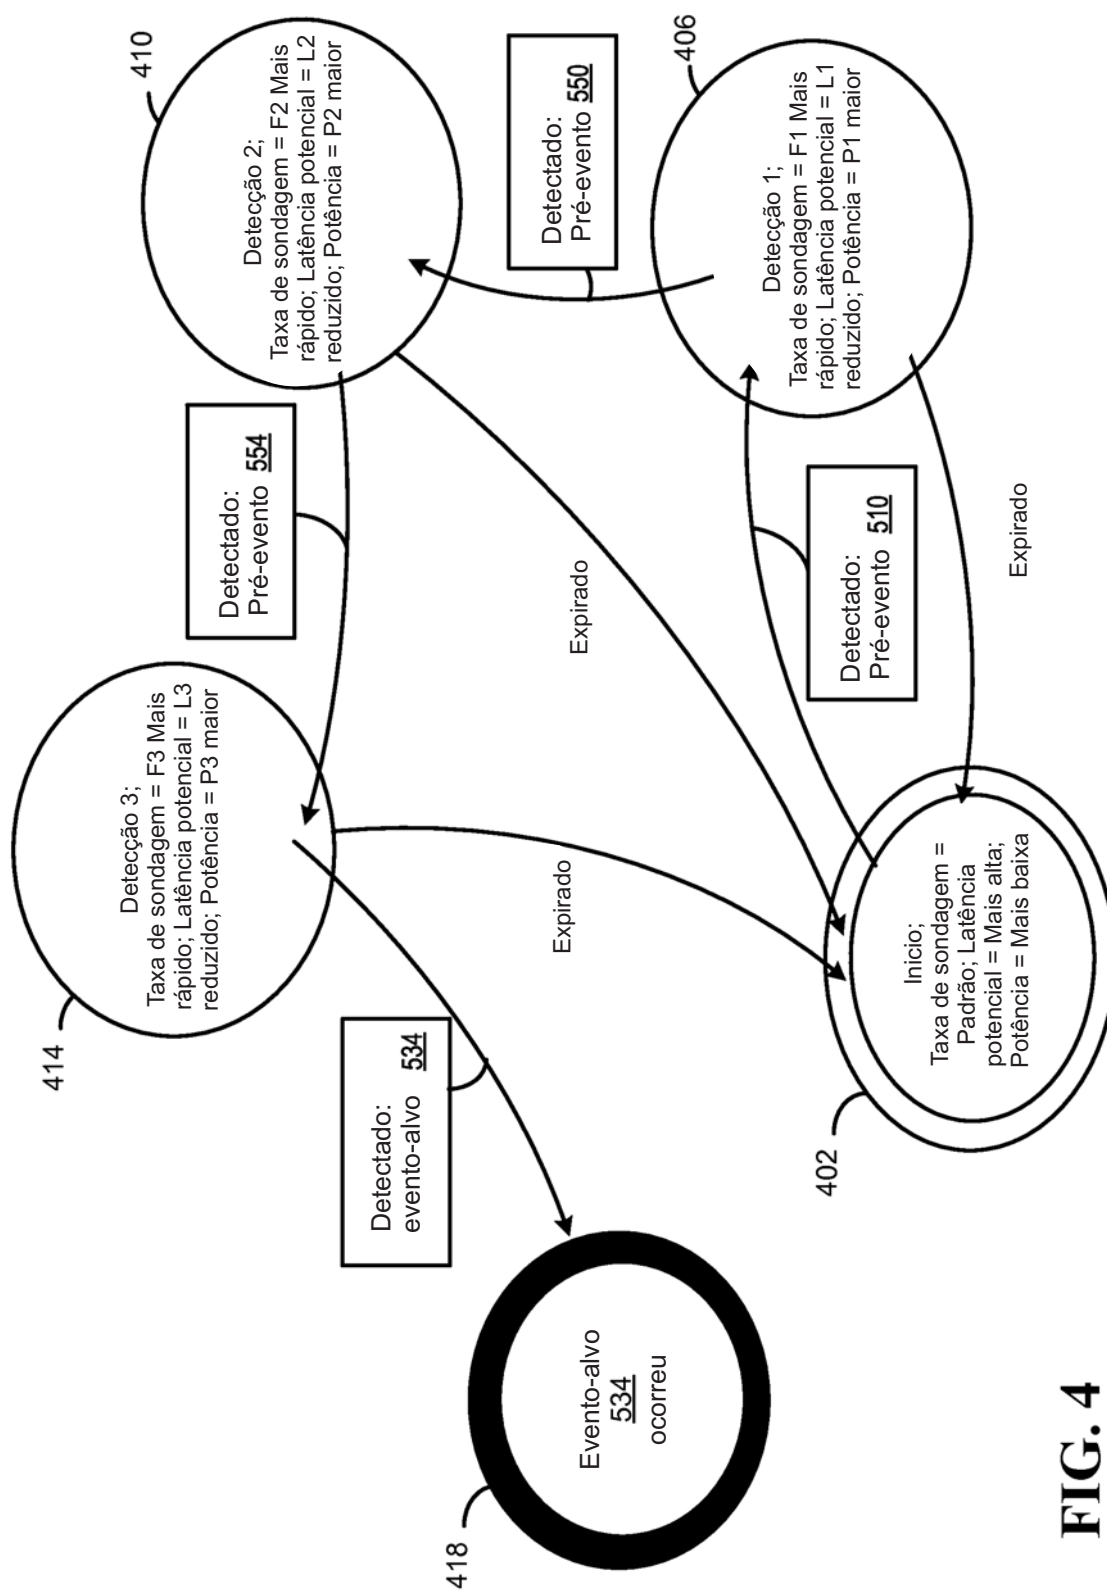 410
Detecção 2;
Taxa de sondagem = F2 Mais
rápido; Latência potencial = L2
reduzido; Potência = P2 maior
Detectado:
Pré-evento 550
406
Detecção 1;
Taxa de sondagem = F1 Mais
rápido; Latência potencial = L1
reduzido; Potência = P1 maior
Detectado:
Pré-evento 554
Expirado
Detectado:
Pré-evento 510
Expirado
414
Detecção 3;
Taxa de sondagem = F3 Mais
rápido; Latência potencial = L3
reduzido; Potência = P3 maior
Expirado
402
Inicio;
Taxa de sondagem =
Padrão; Latência
potencial = Mais alta;
Potência = Mais baixa
Detectado:
evento-alvo 534
418
Evento-alvo
534
ocorreu
FIG. 4